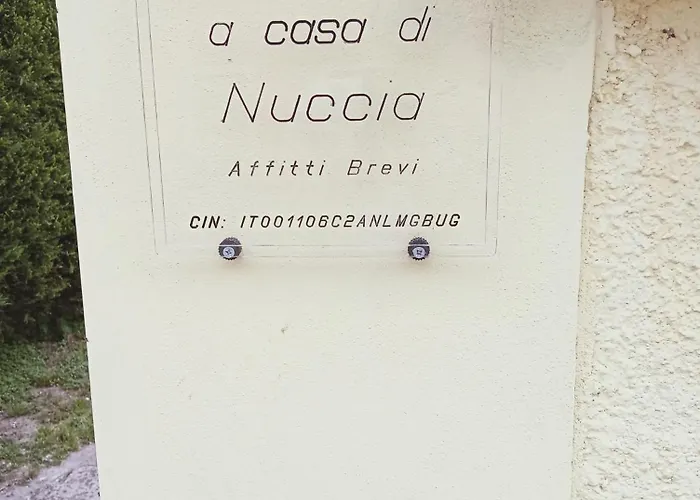 a casa di
Nuccia
Affitti Brevi
CIN: IT001106C2ANLMGBUG